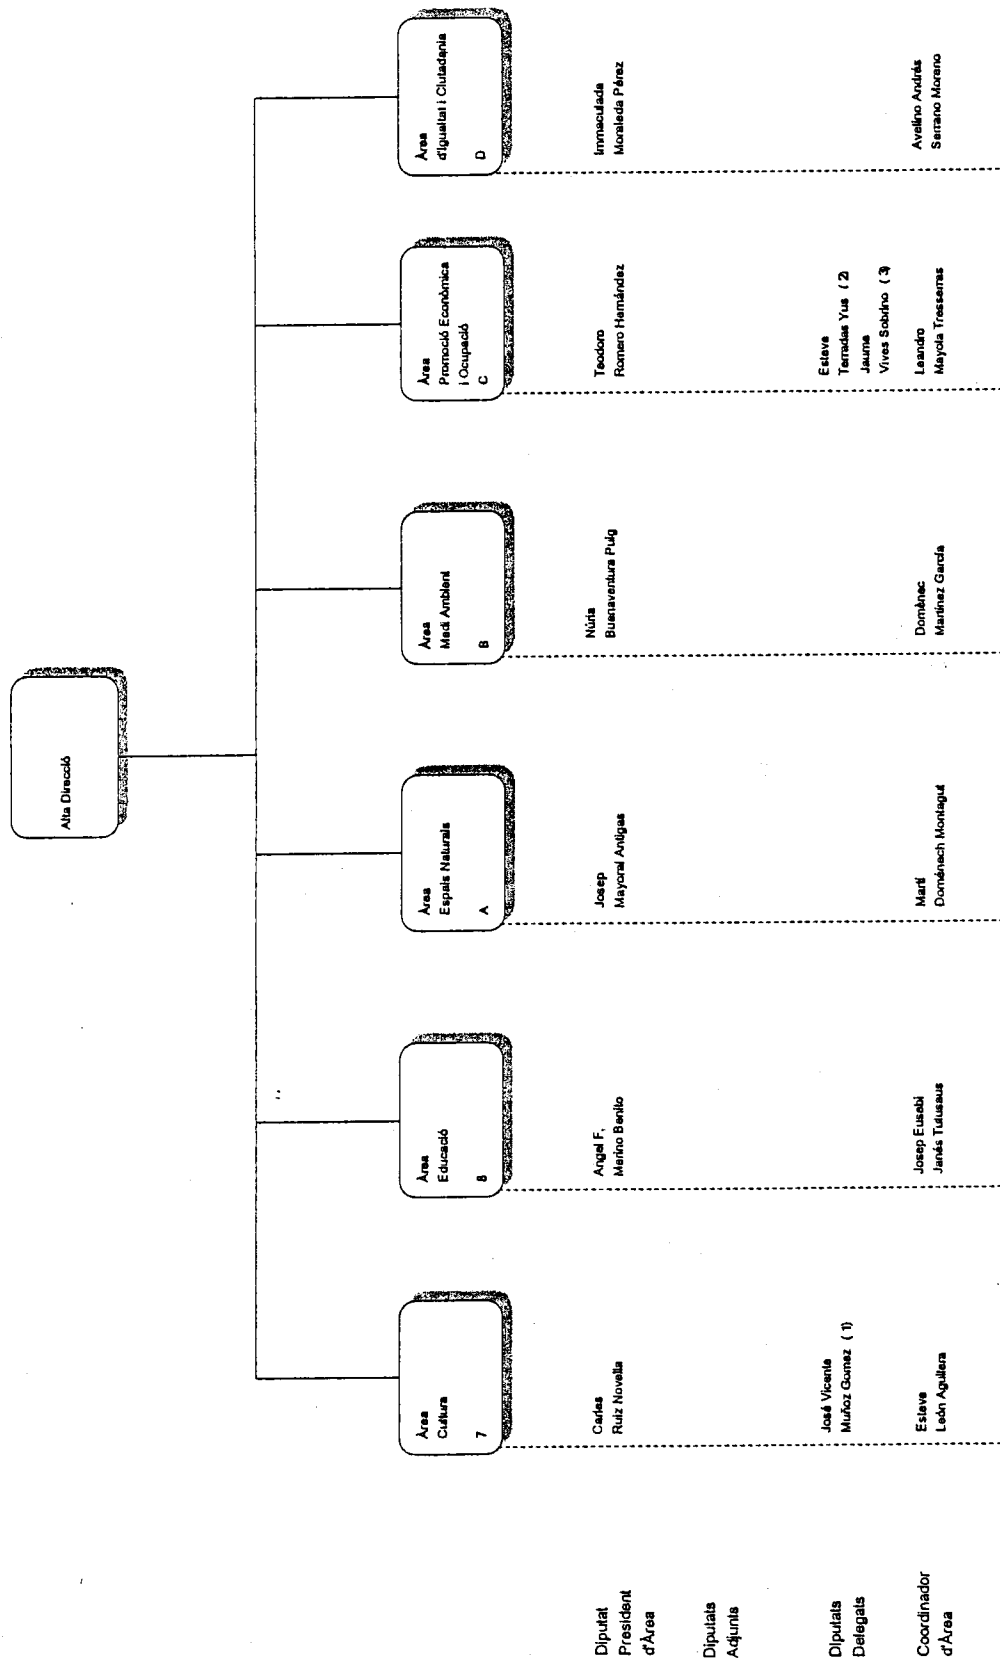 Alta Direcció
Àrea
Cultura
7
Àrea
Educació
8
Àrea
Espais Naturals
A
Àrea
Medi Ambient
B
Àrea
Promoció Econòmica
i Ocupació
C
Àrea
d'Igualtat i Ciutadania
D
Diputat
President
d'Àrea
Carles
Ruiz Novella
Angel F,
Merino Benito
Josep
Mayoral Antigas
Núria
Buenaventura Puig
Teodoro
Romero Hernández
Immaculada
Moraleda Pérez
Diputats
Adjunts
Diputats
Delegats
José Vicente
Muñoz Gomez (1)
Esteve
Terradas Yus (2)
Jaume
Vives Sobrino (3)
Coordinador
d'Àrea
Esteve
León Aguilera
Josep Eusebi
Janés Tutusaus
Martí
Domènech Montagut
Domènec
Martínez García
Leandro
Mayola Tresserras
Avelino Andrés
Serrano Moreno